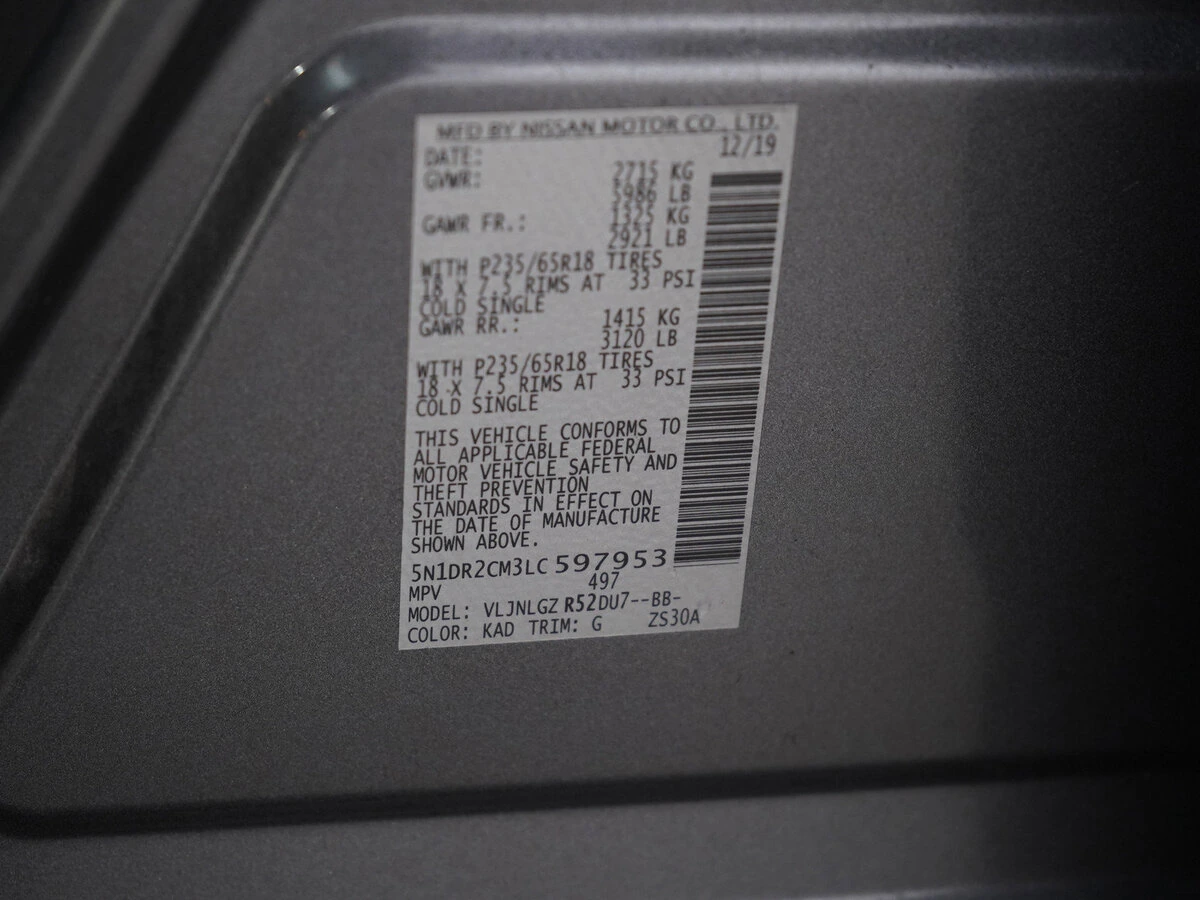 MFD BY NISSAN MOTOR CO., LTD.
DATE: 12/19
GVWR: 2715 KG
5986 LB
GAWR FR.: 1325 KG
2921 LB
WITH P235/65R18 TIRES
18 X 7.5 RIMS AT 33 PSI
COLD SINGLE
GAWR RR.: 1415 KG
3120 LB
WITH P235/65R18 TIRES
18 X 7.5 RIMS AT 33 PSI
COLD SINGLE
THIS VEHICLE CONFORMS TO
ALL APPLICABLE FEDERAL
MOTOR VEHICLE SAFETY AND
THEFT PREVENTION
STANDARDS IN EFFECT ON
THE DATE OF MANUFACTURE
SHOWN ABOVE.
5N1DR2CM3LC597953
MPV 497
MODEL: VLJNLGZ R52DU7--BB-
COLOR: KAD TRIM: G ZS30A